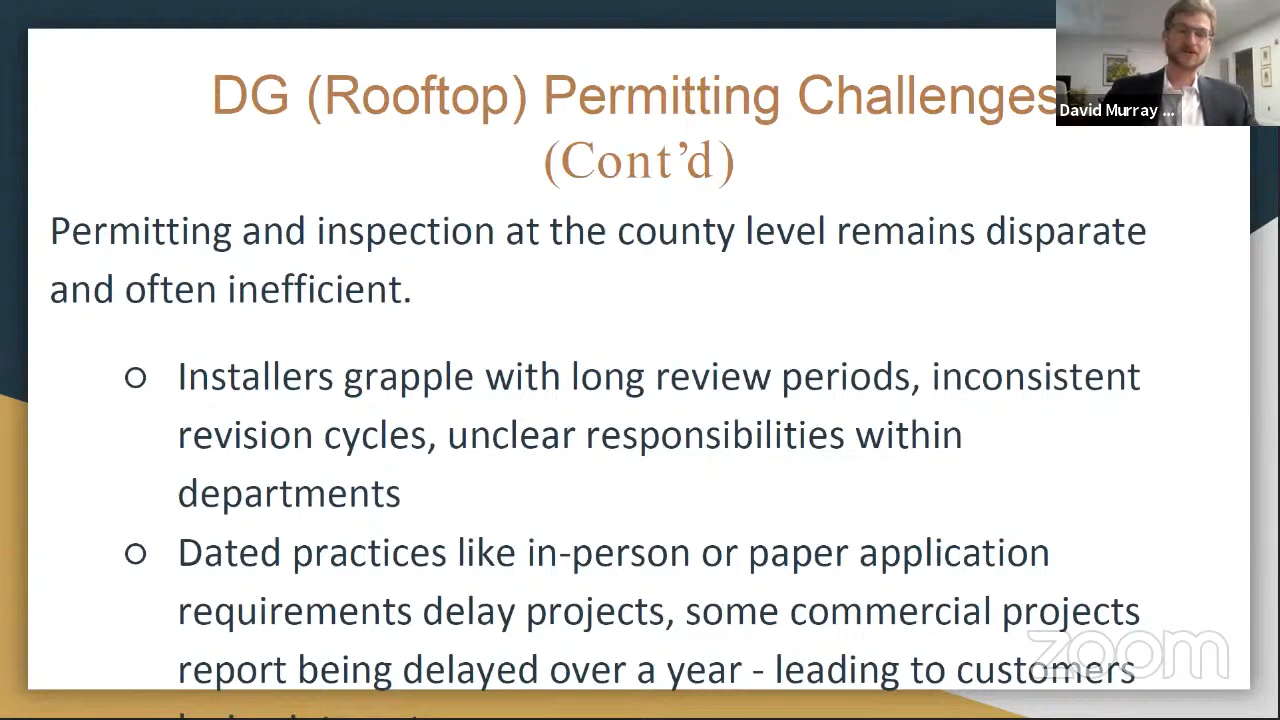 DG (Rooftop) Permitting Challenges
(Cont’d)
David Murray ...
Permitting and inspection at the county level remains disparate
and often inefficient.
○ Installers grapple with long review periods, inconsistent
revision cycles, unclear responsibilities within
departments
○ Dated practices like in-person or paper application
requirements delay projects, some commercial projects
report being delayed over a year - leading to customers
zoom